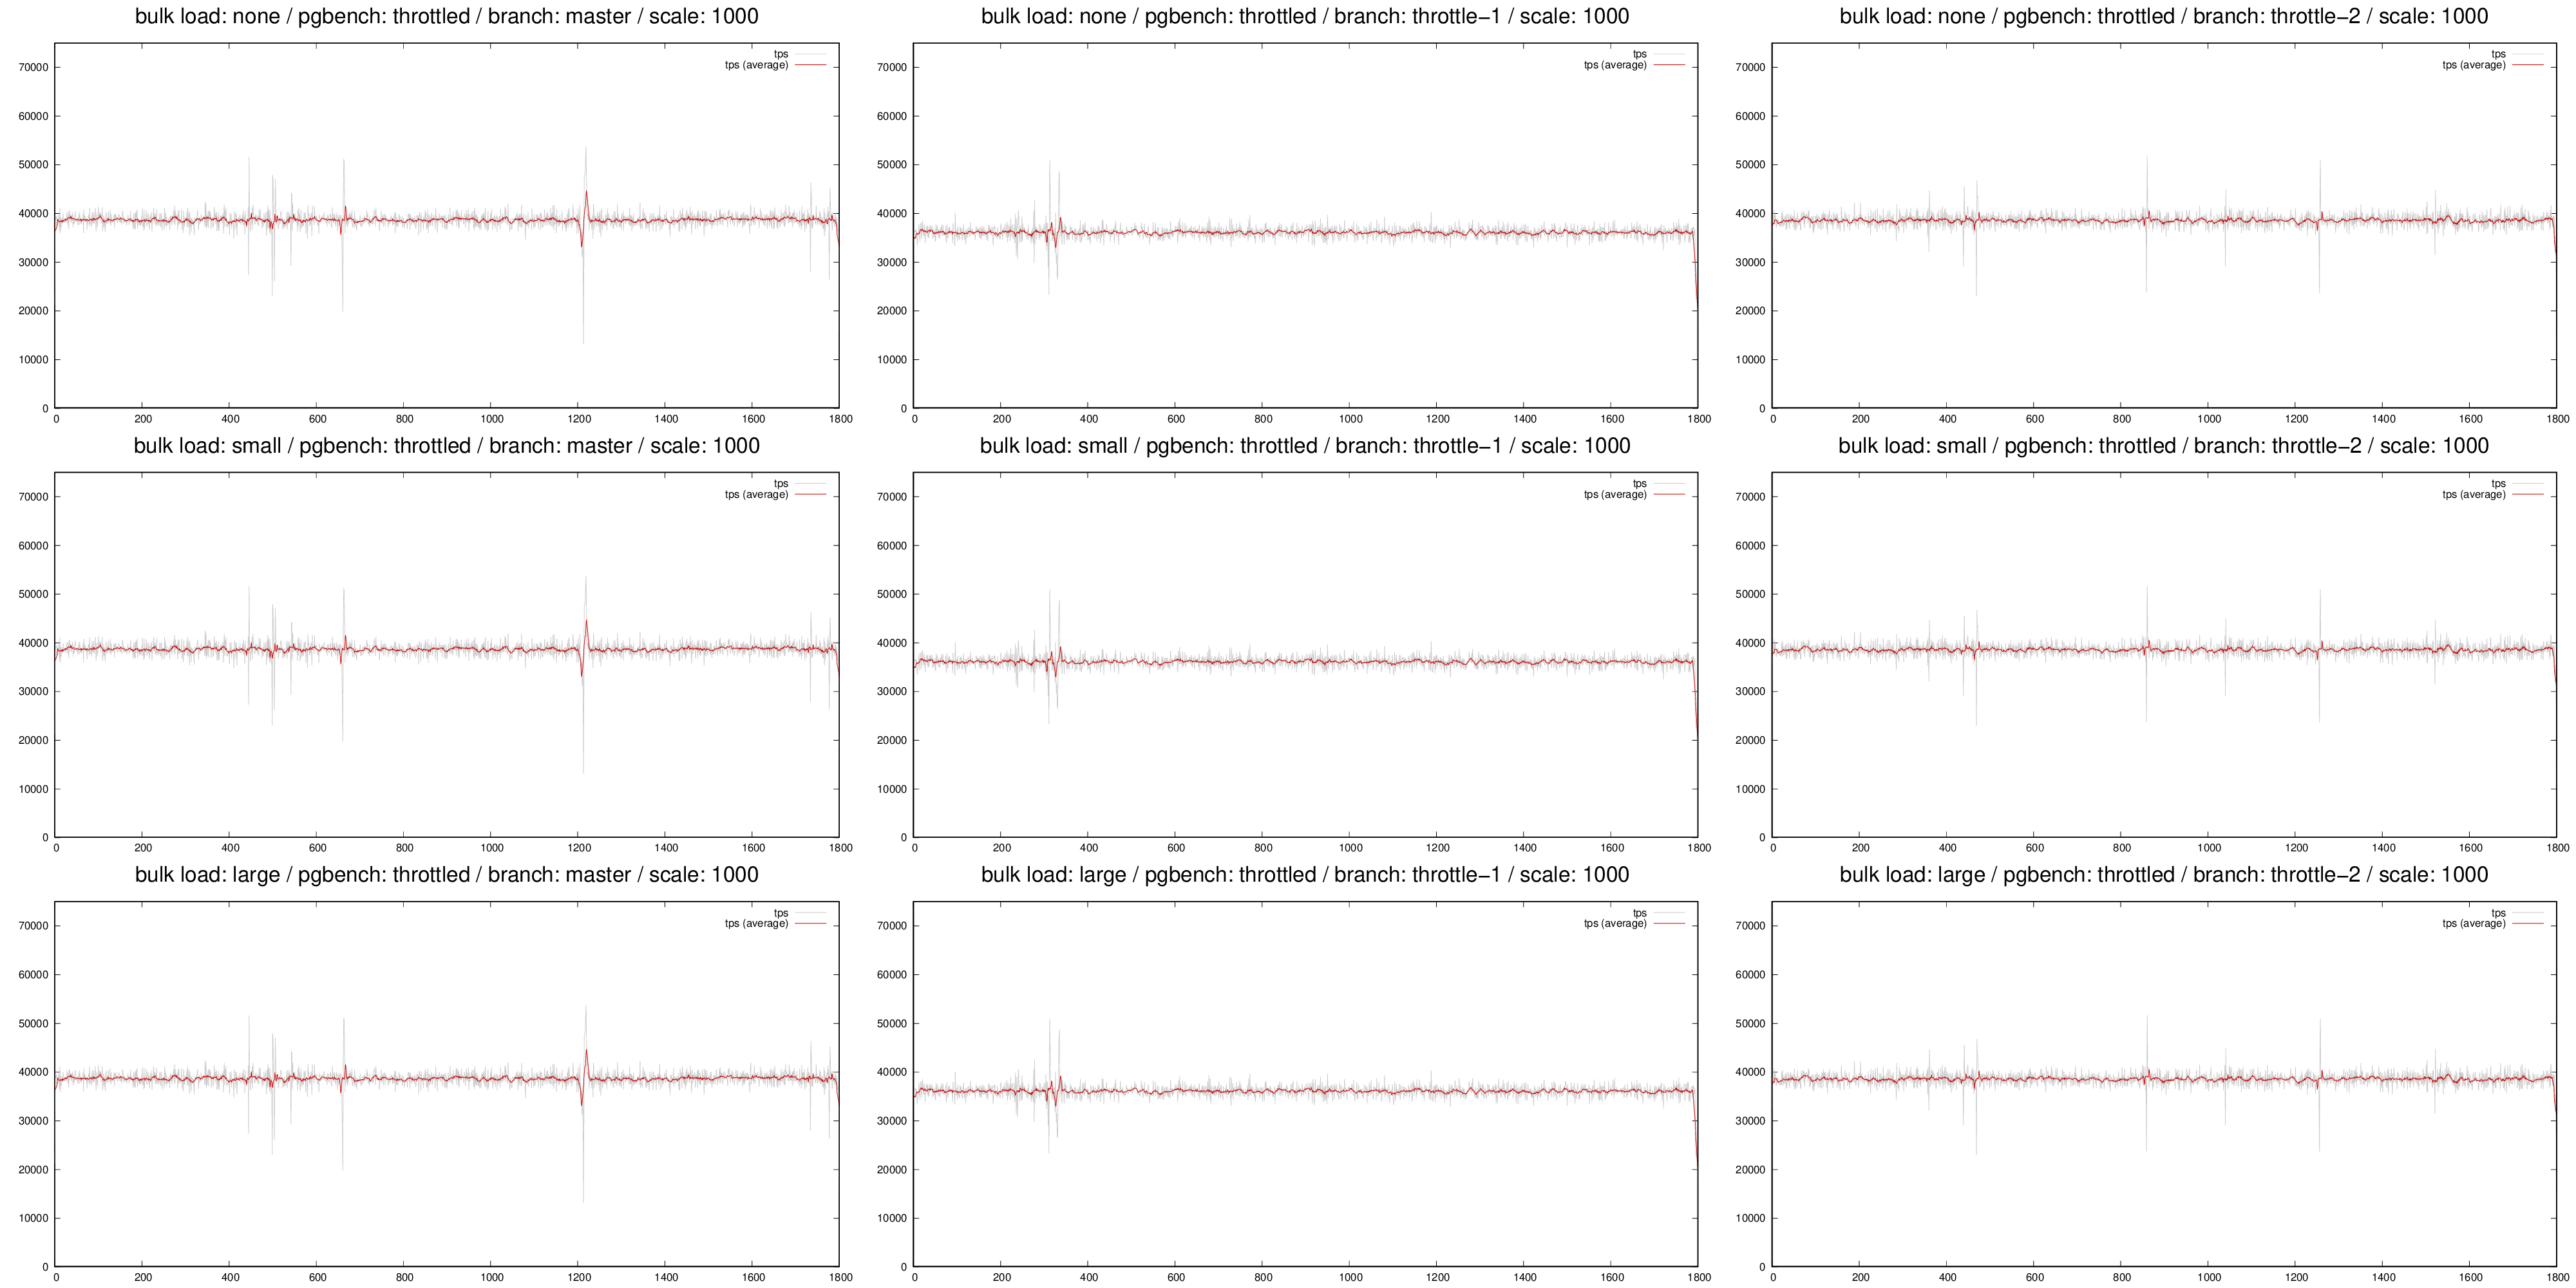 bulk load: none / pgbench: throttled / branch: master / scale: 1000
tps
tps (average)
70000
60000
50000
40000
30000
20000
10000
0
0 200 400 600 800 1000 1200 1400 1600 1800
bulk load: none / pgbench: throttled / branch: throttle−1 / scale: 1000
tps
tps (average)
70000
60000
50000
40000
30000
20000
10000
0
0 200 400 600 800 1000 1200 1400 1600 1800
bulk load: none / pgbench: throttled / branch: throttle−2 / scale: 1000
tps
tps (average)
70000
60000
50000
40000
30000
20000
10000
0
0 200 400 600 800 1000 1200 1400 1600 1800
bulk load: small / pgbench: throttled / branch: master / scale: 1000
tps
tps (average)
70000
60000
50000
40000
30000
20000
10000
0
0 200 400 600 800 1000 1200 1400 1600 1800
bulk load: small / pgbench: throttled / branch: throttle−1 / scale: 1000
tps
tps (average)
70000
60000
50000
40000
30000
20000
10000
0
0 200 400 600 800 1000 1200 1400 1600 1800
bulk load: small / pgbench: throttled / branch: throttle−2 / scale: 1000
tps
tps (average)
70000
60000
50000
40000
30000
20000
10000
0
0 200 400 600 800 1000 1200 1400 1600 1800
bulk load: large / pgbench: throttled / branch: master / scale: 1000
tps
tps (average)
70000
60000
50000
40000
30000
20000
10000
0
0 200 400 600 800 1000 1200 1400 1600 1800
bulk load: large / pgbench: throttled / branch: throttle−1 / scale: 1000
tps
tps (average)
70000
60000
50000
40000
30000
20000
10000
0
0 200 400 600 800 1000 1200 1400 1600 1800
bulk load: large / pgbench: throttled / branch: throttle−2 / scale: 1000
tps
tps (average)
70000
60000
50000
40000
30000
20000
10000
0
0 200 400 600 800 1000 1200 1400 1600 1800